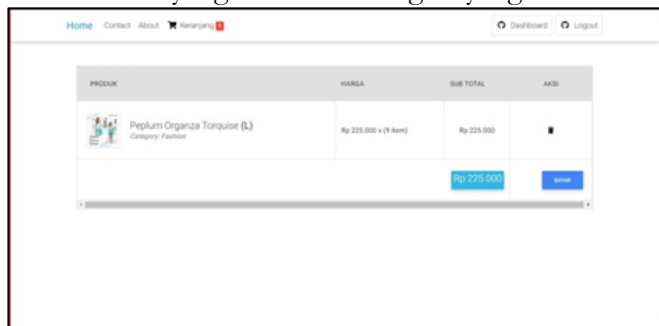 Home Contact About Keranjang 1 Dashboard Logout
PRODUK HARGA SUB TOTAL AKSI
Peplum Organza Torquise (L)
Category: Fashion
Rp 225.000 x (1 item) Rp 225.000
Rp 225.000